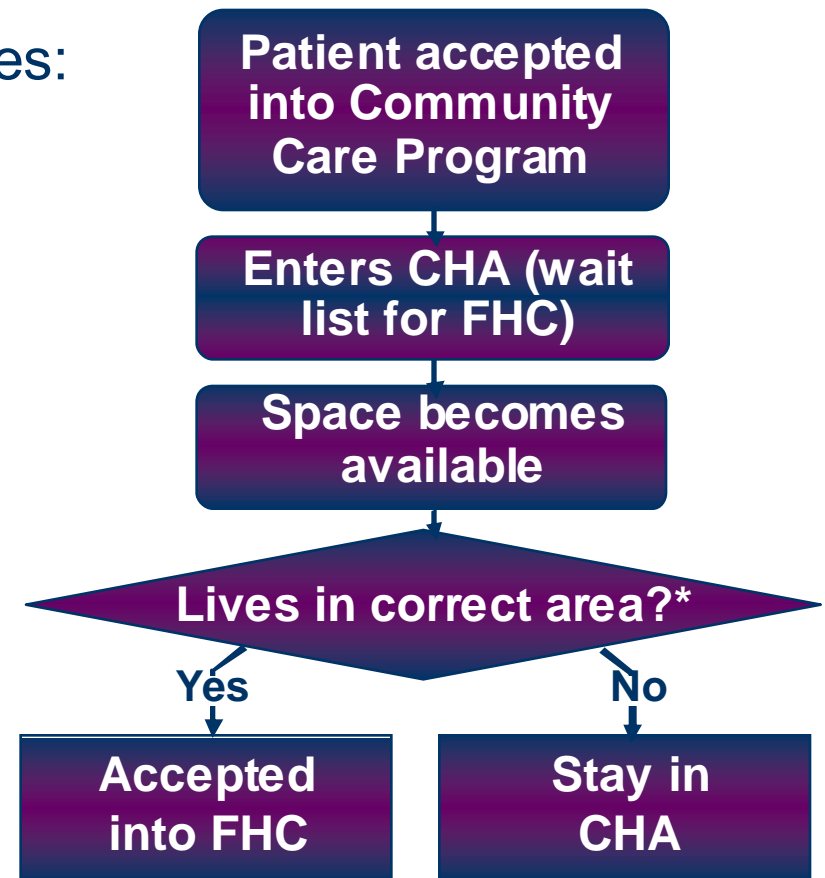 es:
Patient accepted
into Community
Care Program
Enters CHA (wait
list for FHC)
Space becomes
available
Lives in correct area?*
Yes
No
Accepted
into FHC
Stay in
CHA